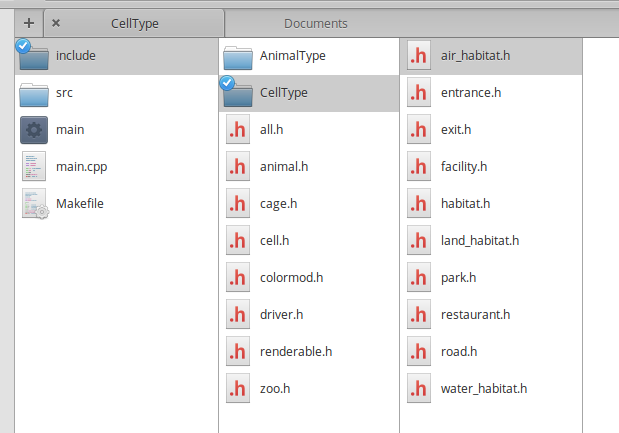 CellType
Documents
include
src
main
main.cpp
Makefile
AnimalType
CellType
.h all.h
.h animal.h
.h cage.h
.h cell.h
.h colormod.h
.h driver.h
.h renderable.h
.h zoo.h
.h air_habitat.h
.h entrance.h
.h exit.h
.h facility.h
.h habitat.h
.h land_habitat.h
.h park.h
.h restaurant.h
.h road.h
.h water_habitat.h